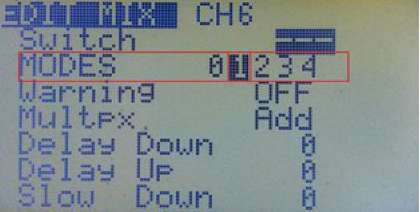 EDIT MIX CH6
Switch ---
MODES 01234
Warning OFF
Multpx. Add
Delay Down 0
Delay Up 0
Slow Down 0